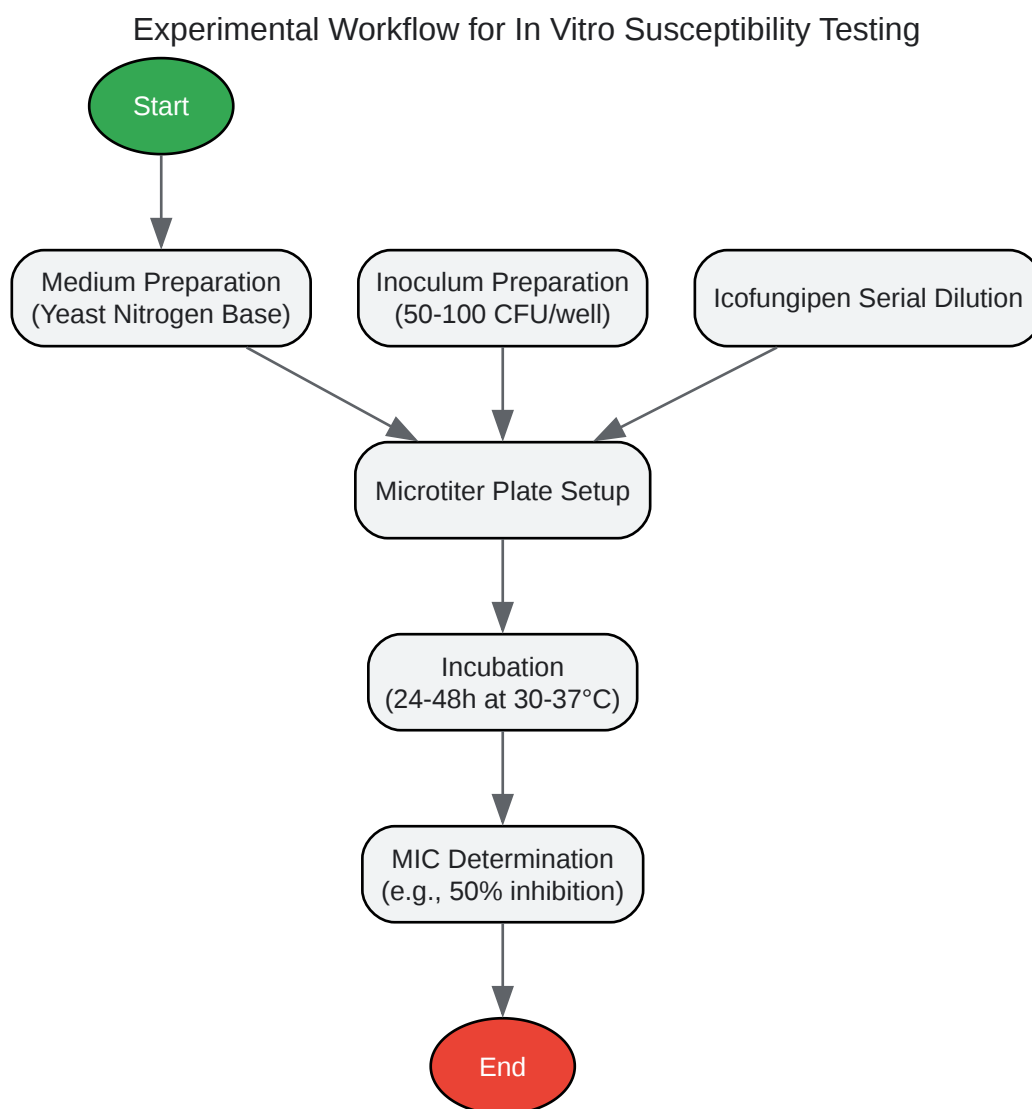 Experimental Workflow for In Vitro Susceptibility Testing
Start
Medium Preparation
(Yeast Nitrogen Base)
Inoculum Preparation
(50-100 CFU/well)
Icofungipen Serial Dilution
Microtiter Plate Setup
Incubation
(24-48h at 30-37°C)
MIC Determination
(e.g., 50% inhibition)
End